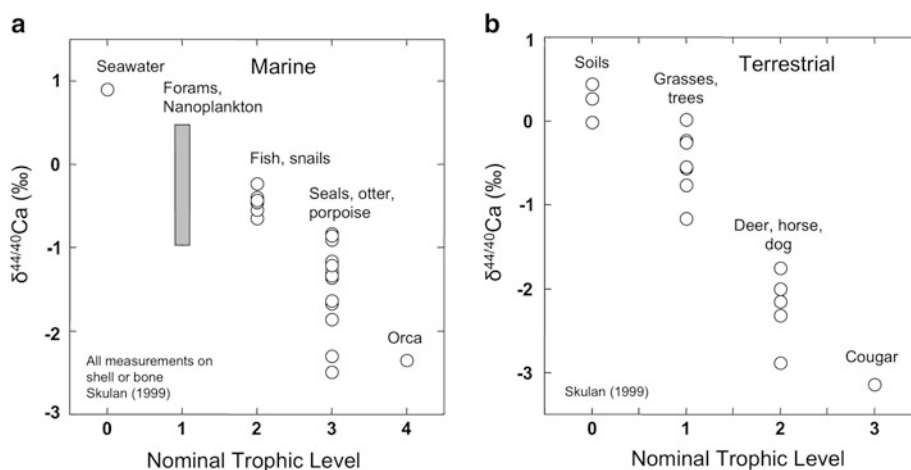 a
Marine
Seawater
Forams,
Nanoplankton
Fish, snails
Seals, otter,
porpoise
Orca
All measurements on
shell or bone
Skulan (1999)
1
0
-1
-2
-3
δ44/40Ca (‰)
0 1 2 3 4
Nominal Trophic Level
b
Terrestrial
Soils
Grasses,
trees
Deer, horse,
dog
Cougar
Skulan (1999)
1
0
-1
-2
-3
δ44/40Ca (‰)
0 1 2 3
Nominal Trophic Level